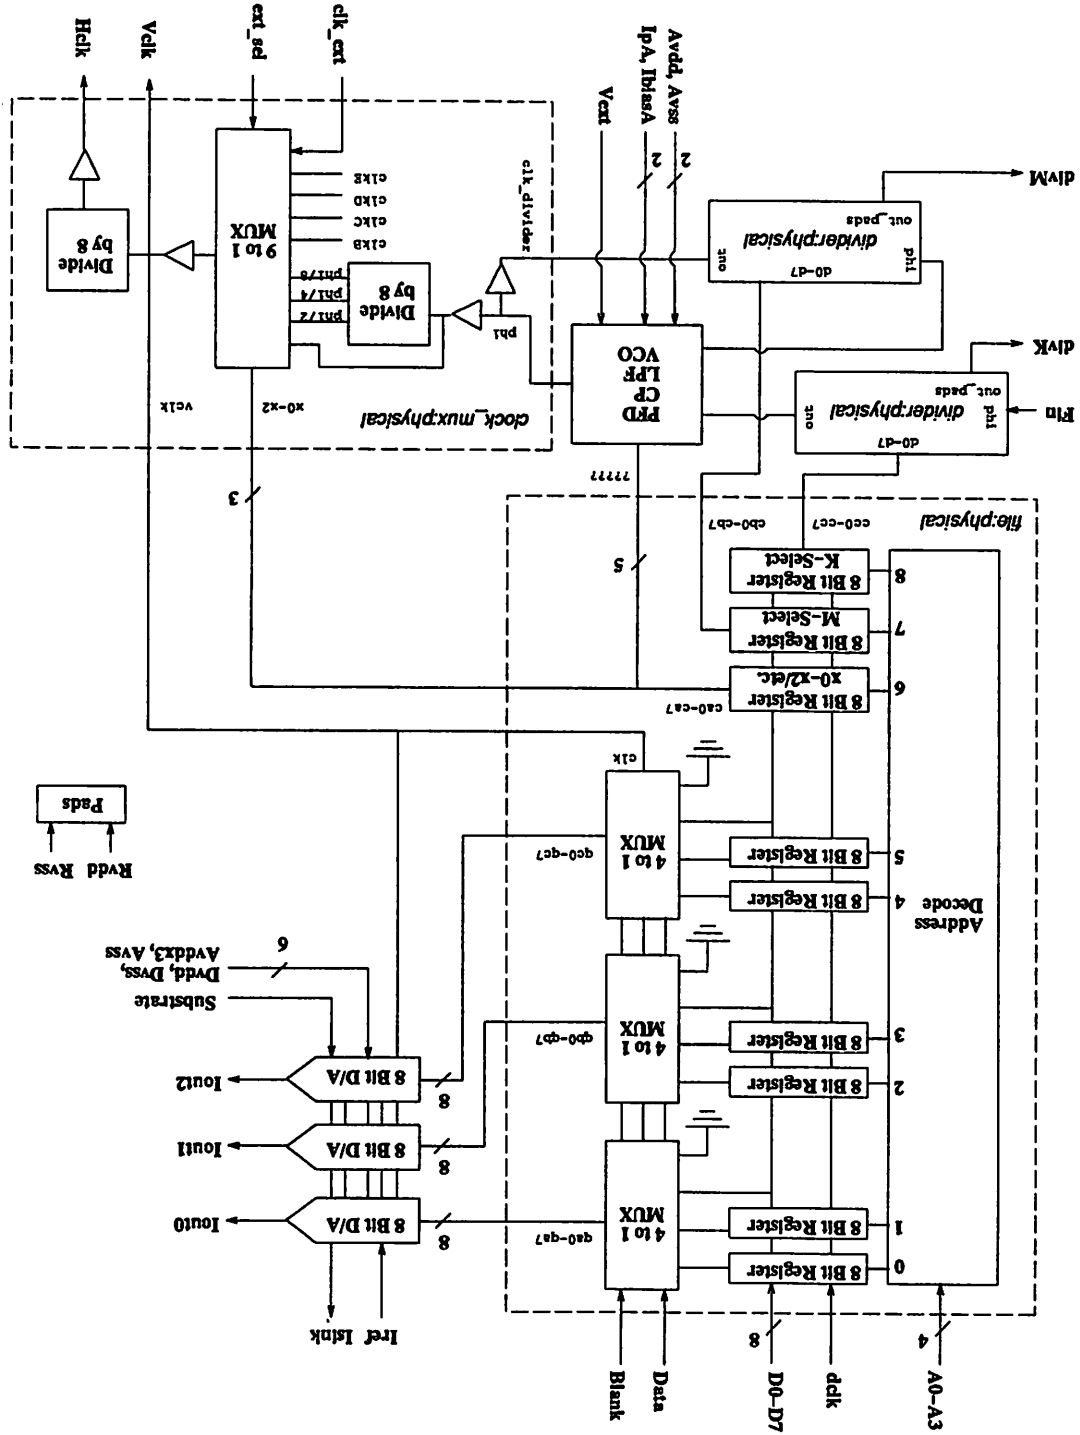 A0-A3
dclk
D0-D7
Data
Blank
4
8
Iref Isink
0
1
2
3
4
5
6
7
8
Address
Decode
8 Bit Register
8 Bit Register
8 Bit Register
8 Bit Register
8 Bit Register
8 Bit Register
8 Bit Register
x0-x2/etc.
8 Bit Register
M-Select
8 Bit Register
K-Select
4 to 1
MUX
4 to 1
MUX
4 to 1
MUX
clk
qa0-qa7
qb0-qb7
qc0-qc7
8
8
8
8 Bit D/A
8 Bit D/A
8 Bit D/A
Iout0
Iout1
Iout2
Substrate
Dvdd, Dvss,
Avddx3, Avss
6
Rvdd Rvss
Pads
ca0-ca7
cb0-cb7
cc0-cc7
file:physical
5
?????
3
x0-x2
vclk
Fin
phi
d0-d7
divider:physical
out
out_pads
divK
phi
d0-d7
divider:physical
out
out_pads
divM
PFD
CP
LPF
VCO
Avdd, Avss
IpA, IbiasA
Vext
2
2
clock_mux:physical
phi
clk_divider
Divide
by 8
phi/2
phi/4
phi/8
clkB
clkC
clkD
clkE
9 to 1
MUX
clk_ext
ext_sel
Divide
by 8
Vclk
Hclk